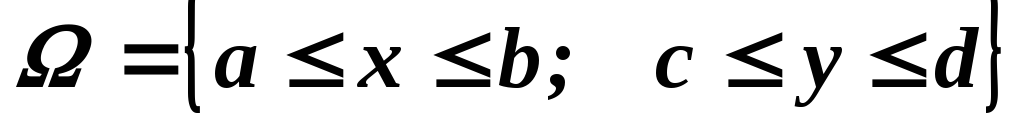 Ω = {a ≤ x ≤ b; c ≤ y ≤ d}